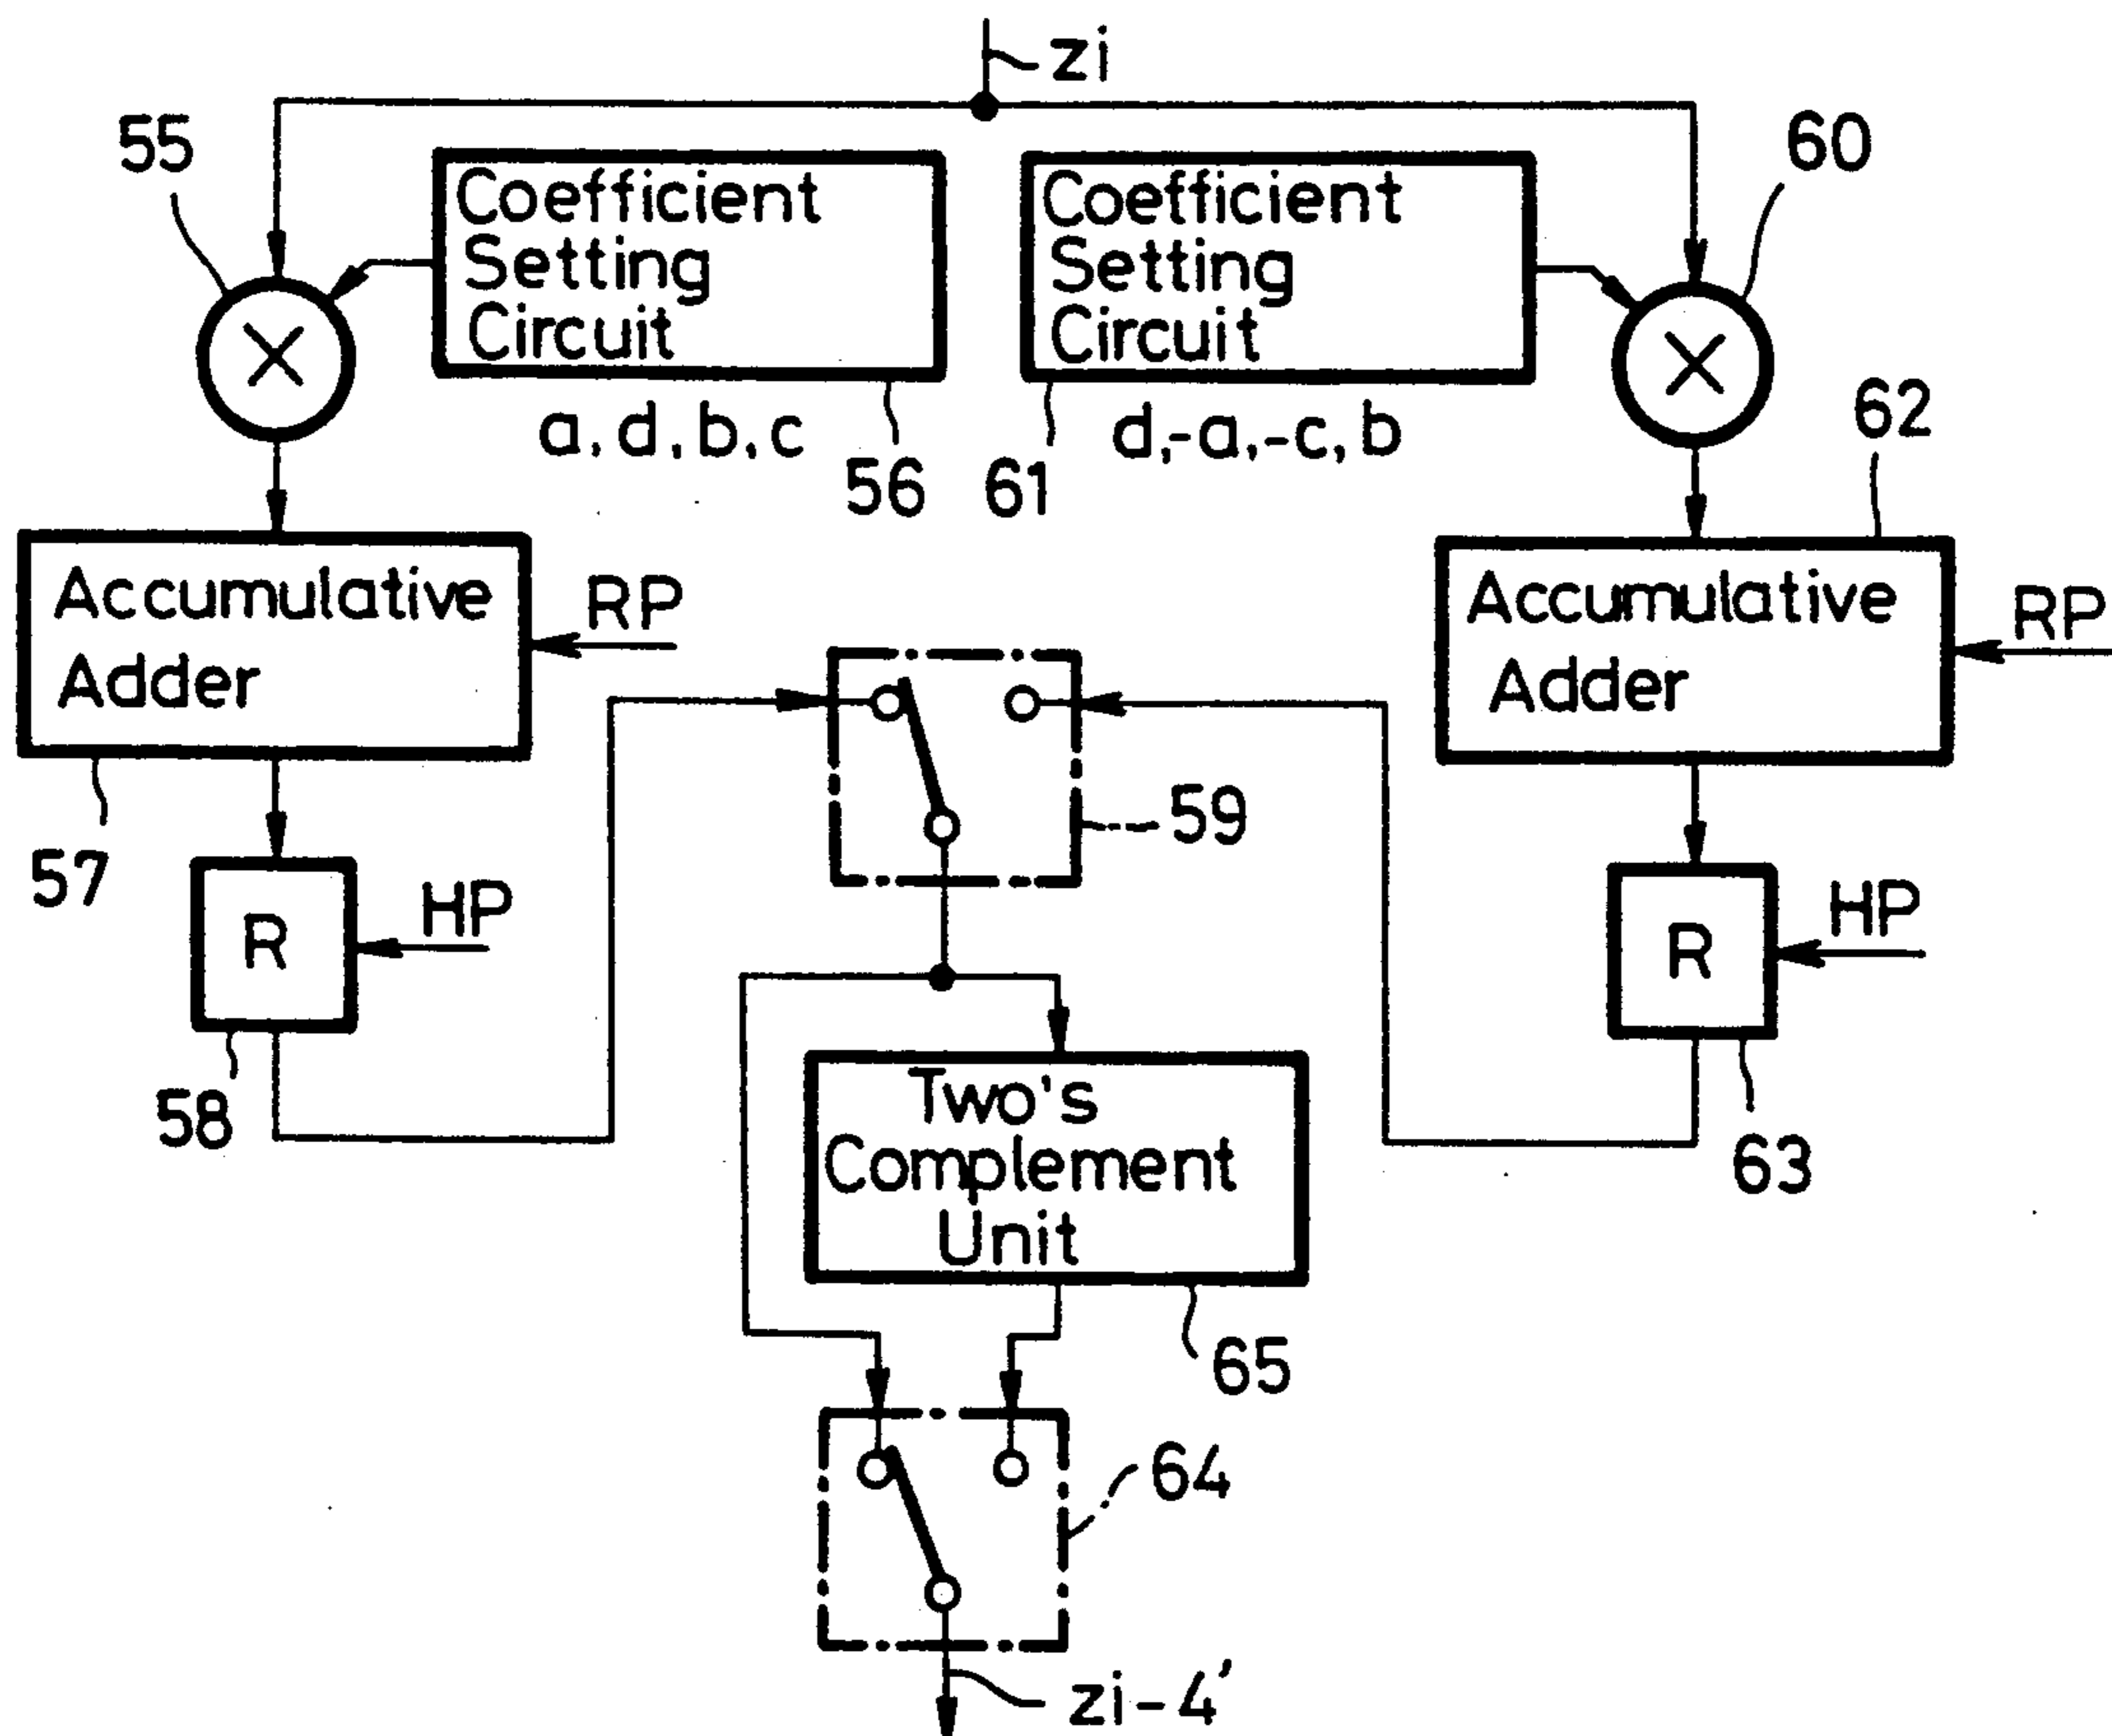 zi
55
60
Coefficient
Setting
Circuit
Coefficient
Setting
Circuit
×
×
a, d, b, c
56
61
d,-a,-c, b
62
Accumulative
Adder
RP
Accumulative
Adder
RP
57
59
R
HP
R
HP
58
63
Two's
Complement
Unit
65
64
zi-4'